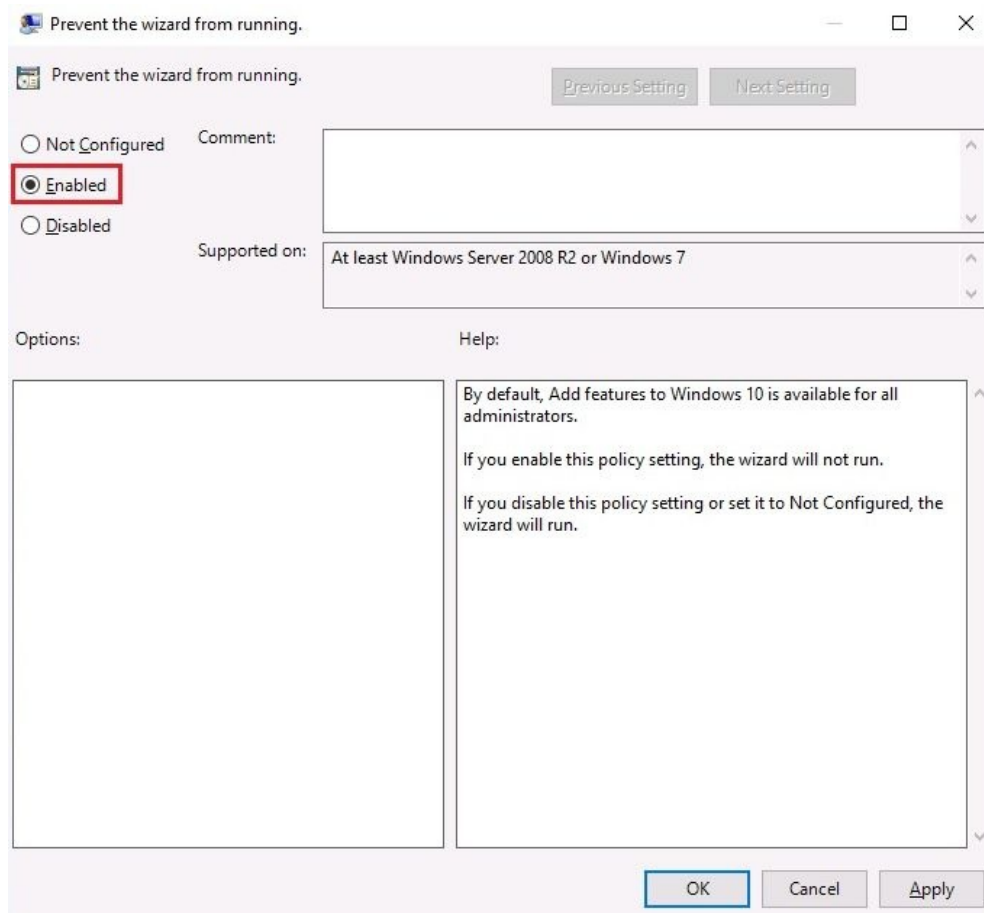 Prevent the wizard from running.
Prevent the wizard from running.
Previous Setting
Next Setting
Not Configured
Comment:
Enabled
Disabled
Supported on:
At least Windows Server 2008 R2 or Windows 7
Options:
Help:
By default, Add features to Windows 10 is available for all
administrators.
If you enable this policy setting, the wizard will not run.
If you disable this policy setting or set it to Not Configured, the
wizard will run.
OK
Cancel
Apply